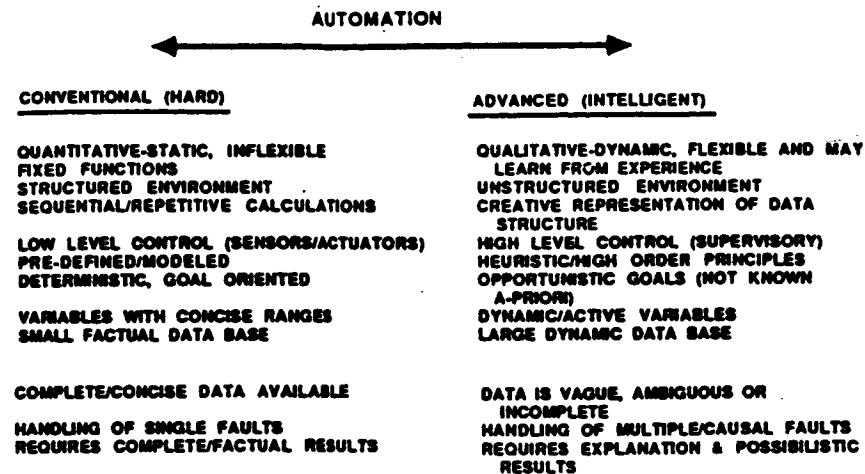 AUTOMATION
CONVENTIONAL (HARD)
QUANTITATIVE-STATIC, INFLEXIBLE
FIXED FUNCTIONS
STRUCTURED ENVIRONMENT
SEQUENTIAL/REPETITIVE CALCULATIONS
LOW LEVEL CONTROL (SENSORS/ACTUATORS)
PRE-DEFINED/MODELED
DETERMINISTIC, GOAL ORIENTED
VARIABLES WITH CONCISE RANGES
SMALL FACTUAL DATA BASE
COMPLETE/CONCISE DATA AVAILABLE
HANDLING OF SINGLE FAULTS
REQUIRES COMPLETE/FACTUAL RESULTS
ADVANCED (INTELLIGENT)
QUALITATIVE-DYNAMIC, FLEXIBLE AND MAY
LEARN FROM EXPERIENCE
UNSTRUCTURED ENVIRONMENT
CREATIVE REPRESENTATION OF DATA
STRUCTURE
HIGH LEVEL CONTROL (SUPERVISORY)
HEURISTIC/HIGH ORDER PRINCIPLES
OPPORTUNISTIC GOALS (NOT KNOWN
A-PRIORI)
DYNAMIC/ACTIVE VARIABLES
LARGE DYNAMIC DATA BASE
DATA IS VAGUE, AMBIGUOUS OR
INCOMPLETE
HANDLING OF MULTIPLE/CAUSAL FAULTS
REQUIRES EXPLANATION & POSSIBILISTIC
RESULTS